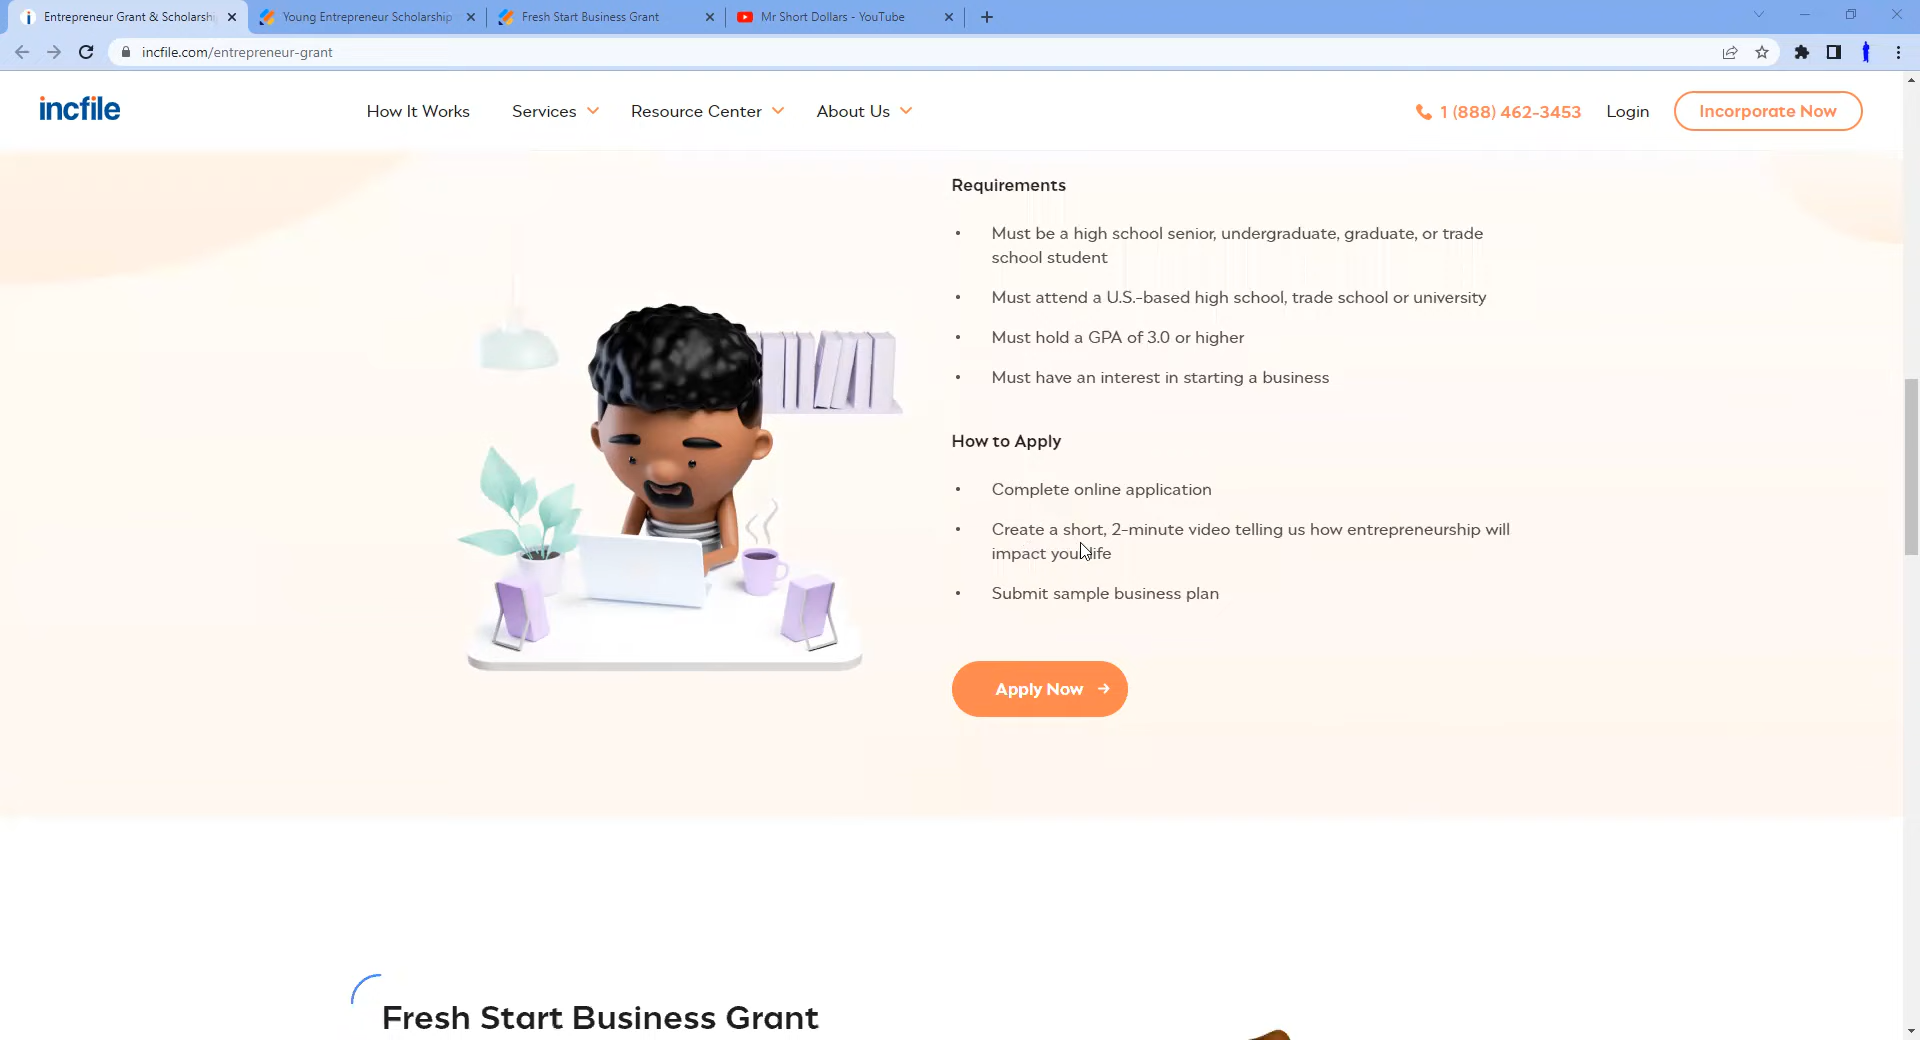 Entrepreneur Grant & Scholarshi
Young Entrepreneur Scholarship
Fresh Start Business Grant
Mr Short Dollars - YouTube
incfile.com/entrepreneur-grant
incfile
How It Works
Services
Resource Center
About Us
1 (888) 462-3453
Login
Incorporate Now
Requirements
• Must be a high school senior, undergraduate, graduate, or trade
school student
• Must attend a U.S.-based high school, trade school or university
• Must hold a GPA of 3.0 or higher
• Must have an interest in starting a business
How to Apply
• Complete online application
• Create a short, 2-minute video telling us how entrepreneurship will
impact your life
• Submit sample business plan
Apply Now
Fresh Start Business Grant